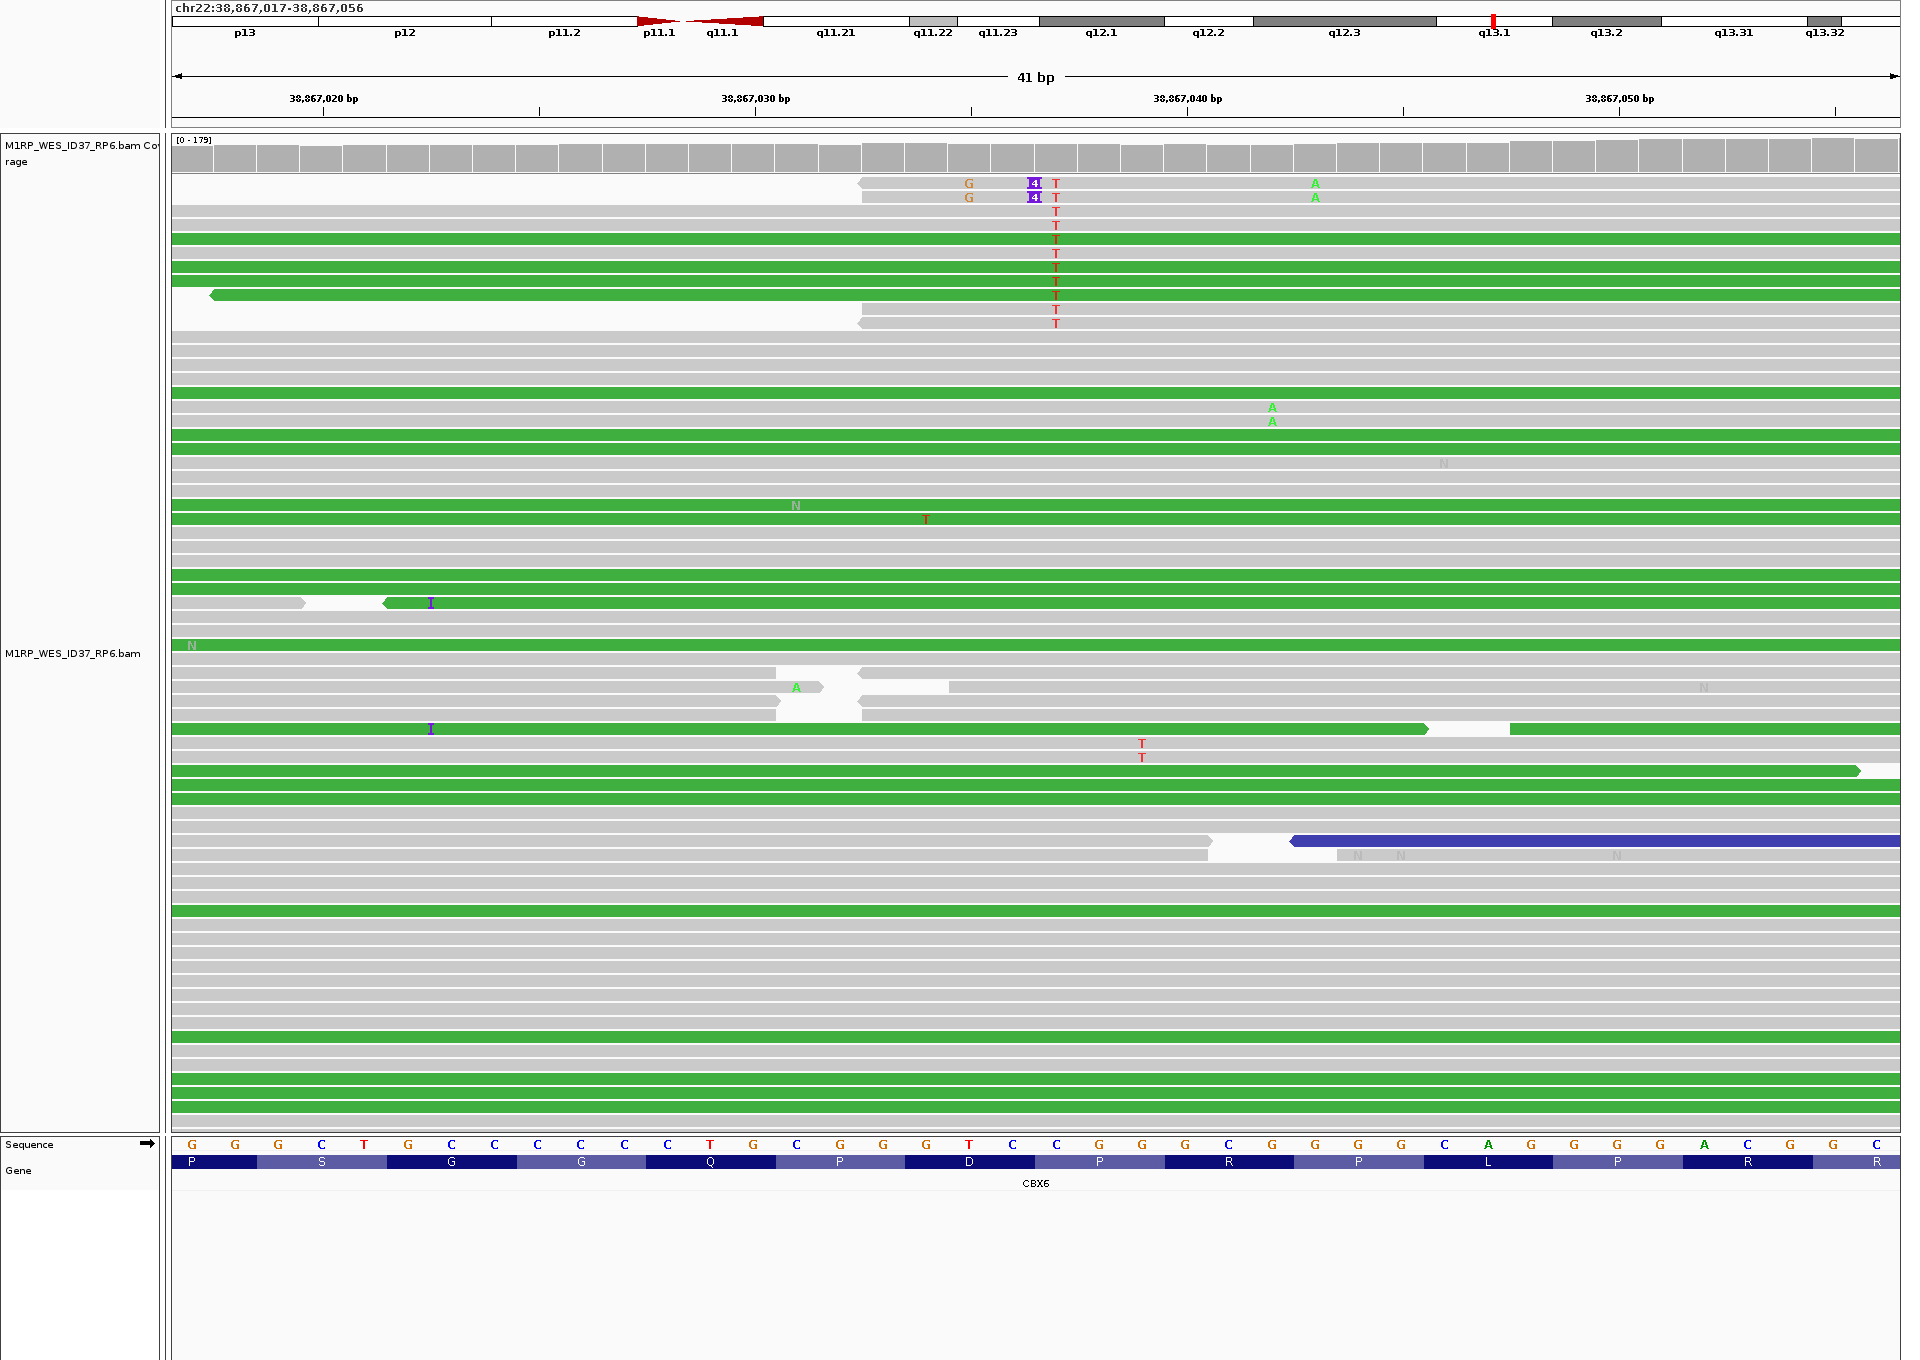 chr22:38,867,017-38,867,056
p13 p12 p11.2 p11.1 q11.1 q11.21 q11.22 q11.23 q12.1 q12.2 q12.3 q13.1 q13.2 q13.31 q13.32
41 bp
38,867,020 bp 38,867,030 bp 38,867,040 bp 38,867,050 bp
M1RP_WES_ID37_RP6.bam Co
rage
[0 - 179]
G 4 T A
G 4 T A
T
T
T
T
T
T
T
T
T
A
A
N
N
T
I
N
M1RP_WES_ID37_RP6.bam
A N
I
T
T
N N N
Sequence G G G C T G C C C C C C T G C G G G T C C G G G C G G G G C A G G G G A C G G C
P S G G Q P D P R P L P R R
Gene
CBX6